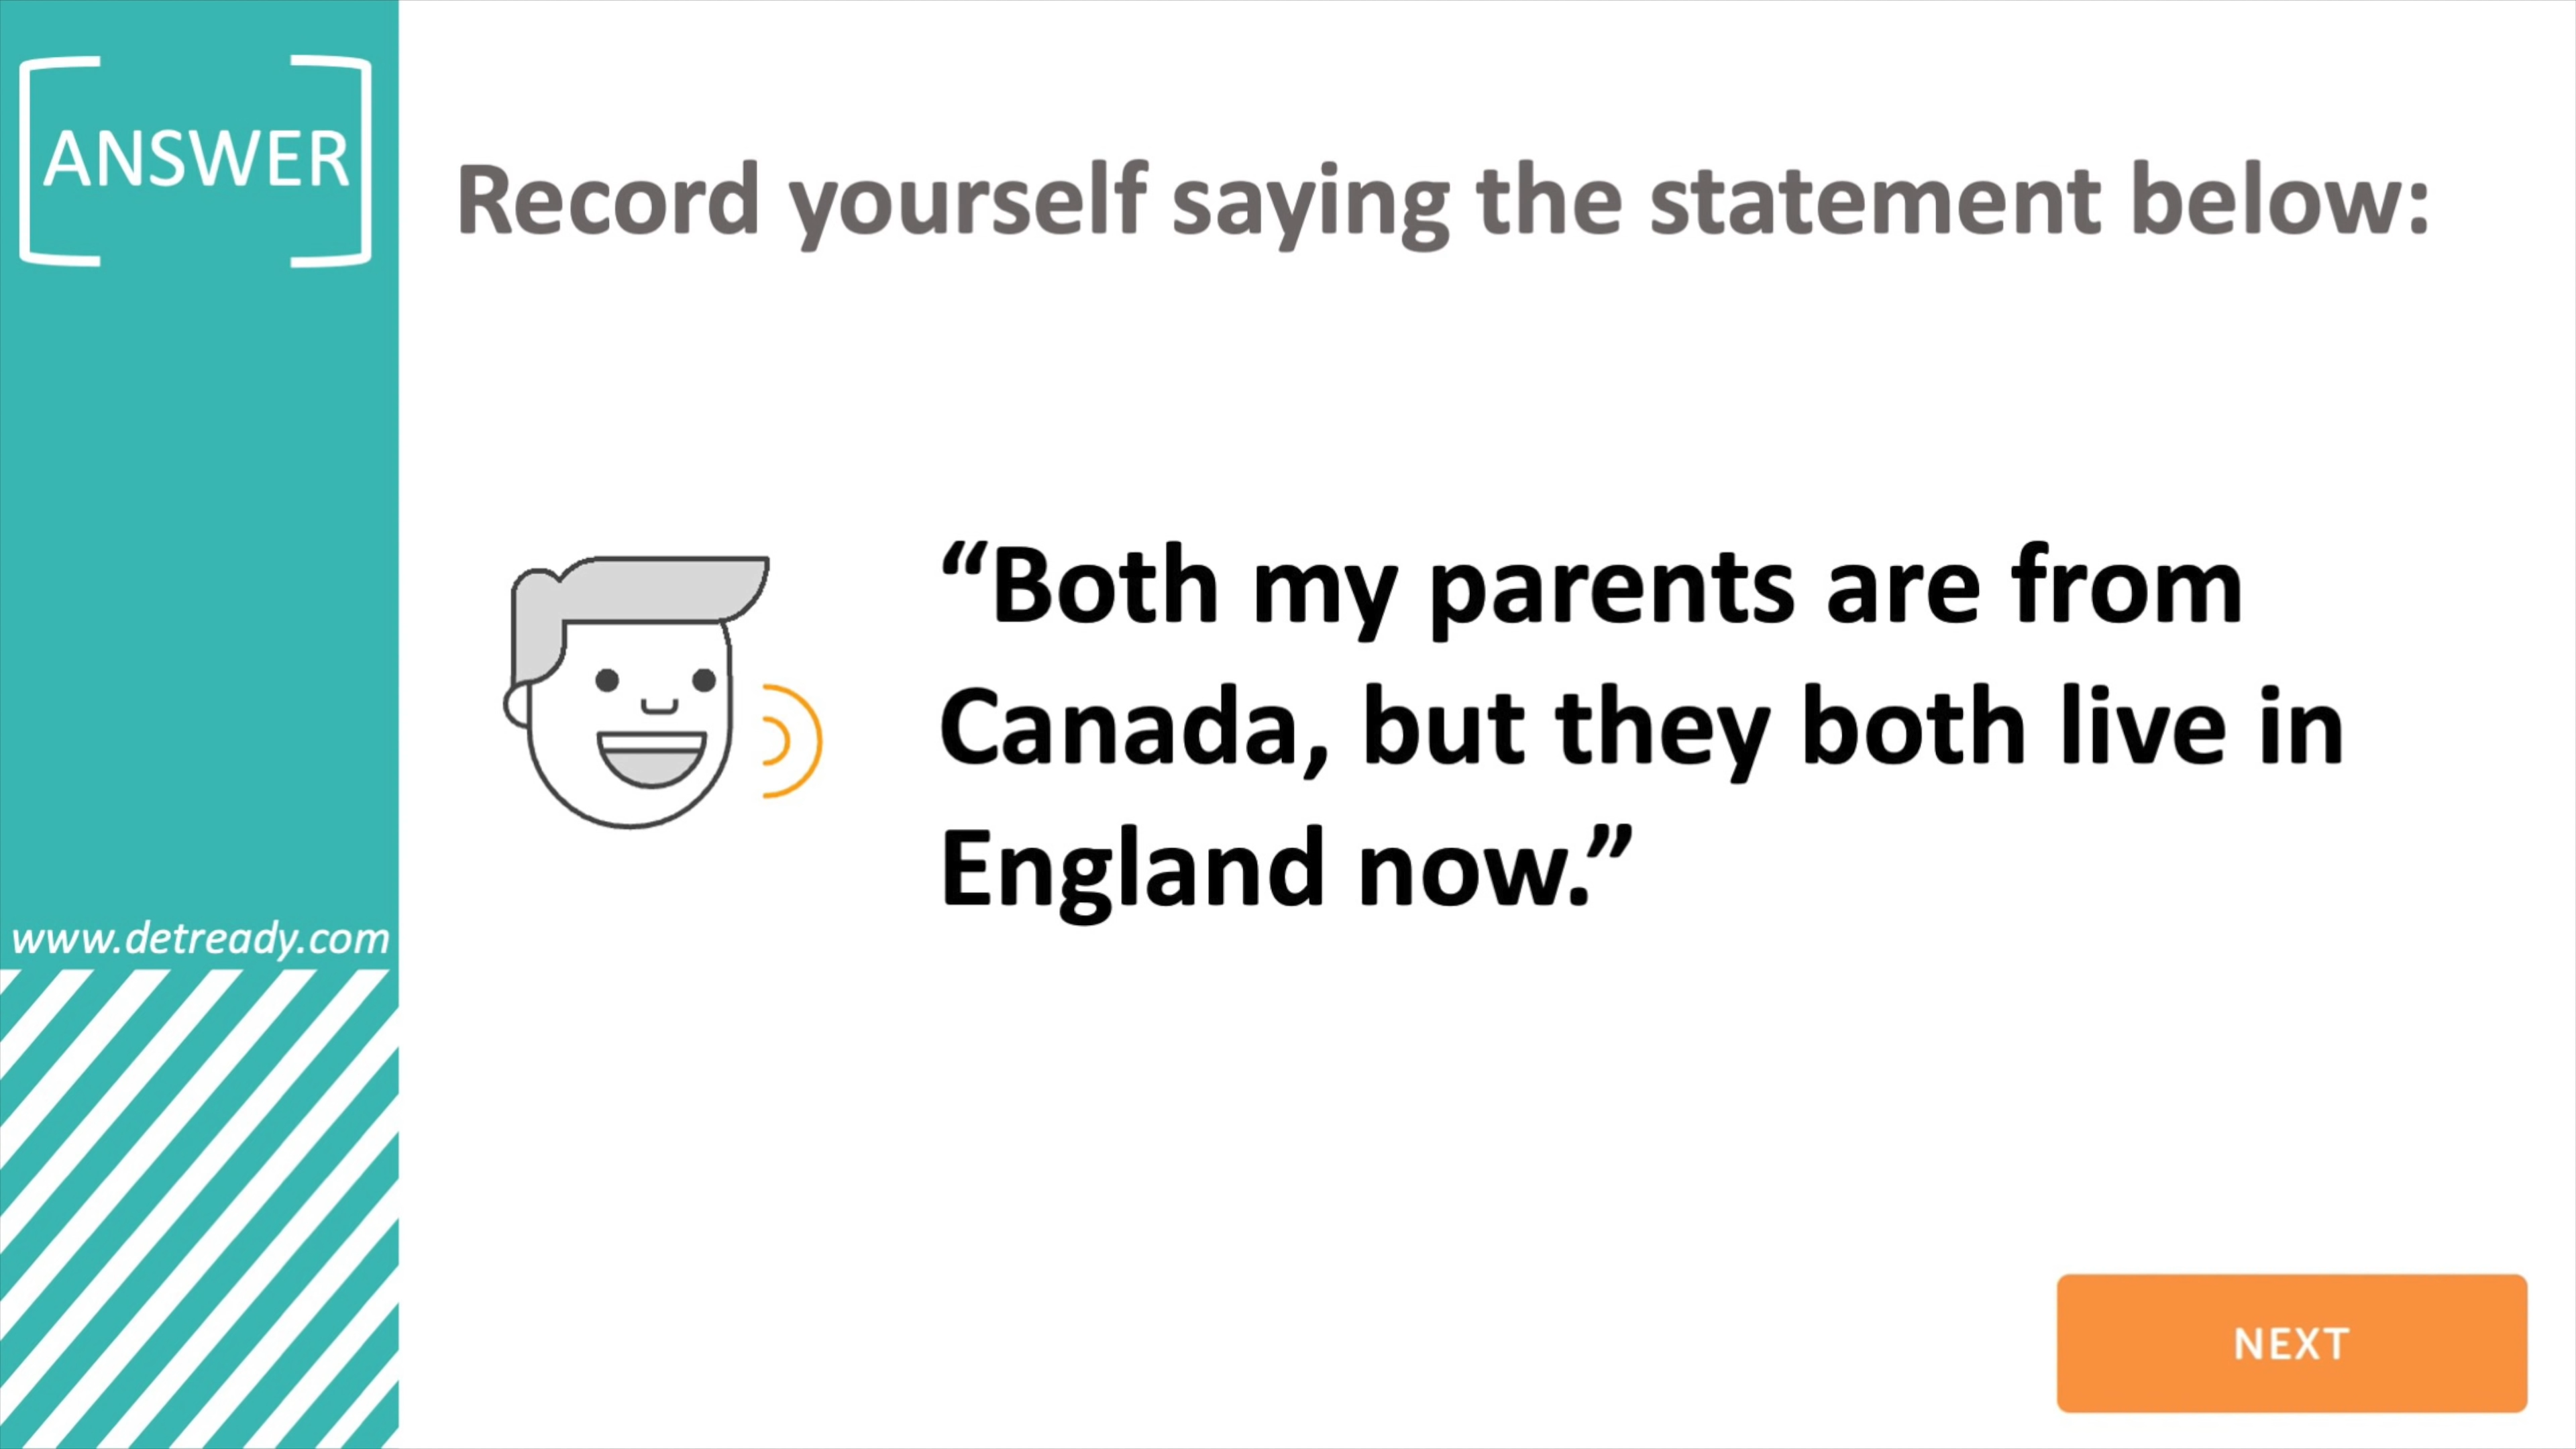 ANSWER
Record yourself saying the statement below:
“Both my parents are from
Canada, but they both live in
England now.”
www.detready.com
NEXT